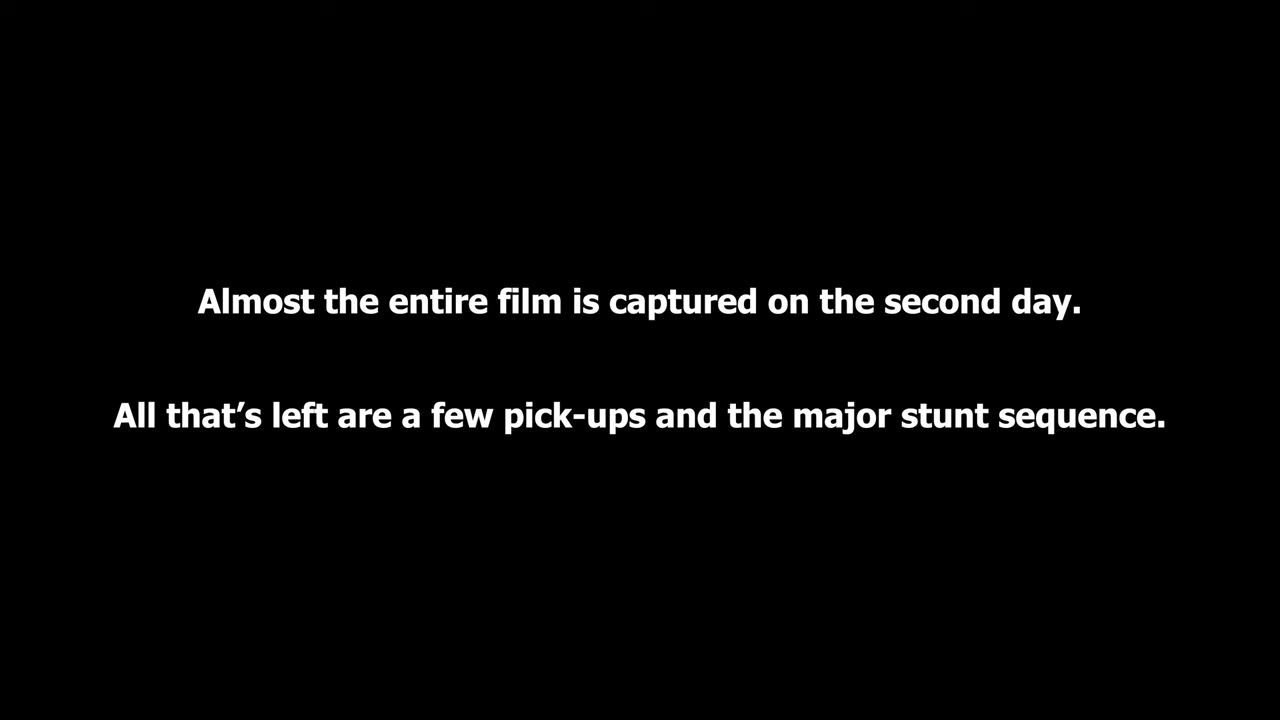 Almost the entire film is captured on the second day.
All that’s left are a few pick-ups and the major stunt sequence.